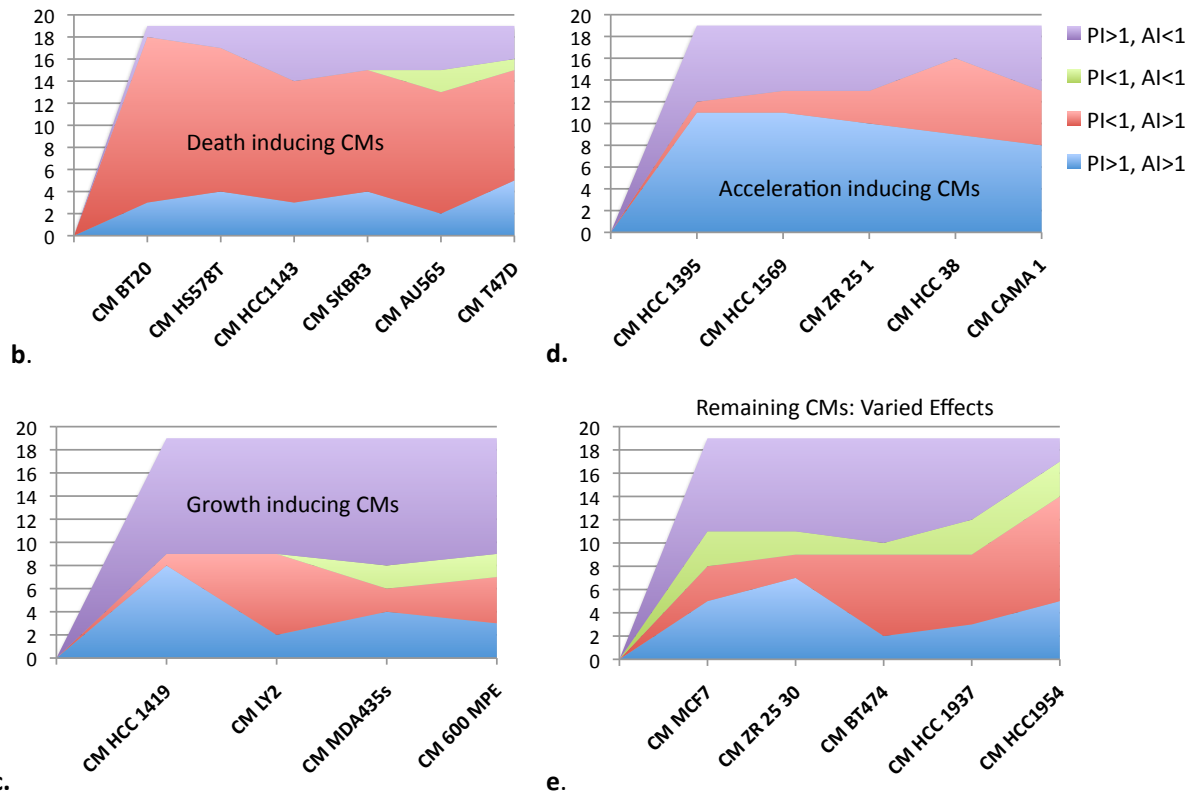 20
18
16
14
12
10
8
6
4
2
0
Death inducing CMs
CM BT20
CM HS578T
CM HCC1143
CM SKBR3
CM AU565
CM T47D
b.
20
18
16
14
12
10
8
6
4
2
0
Acceleration inducing CMs
CM HCC 1395
CM HCC 1569
CM ZR 25 1
CM HCC 38
CM CAMA 1
d.
PI>1, AI<1
PI<1, AI<1
PI<1, AI>1
PI>1, AI>1
20
18
16
14
12
10
8
6
4
2
0
Growth inducing CMs
CM HCC 1419
CM LY2
CM MDA435s
CM 600 MPE
c.
Remaining CMs: Varied Effects
20
18
16
14
12
10
8
6
4
2
0
CM MCF7
CM ZR 25 30
CM BT474
CM HCC 1937
CM HCC1954
e.